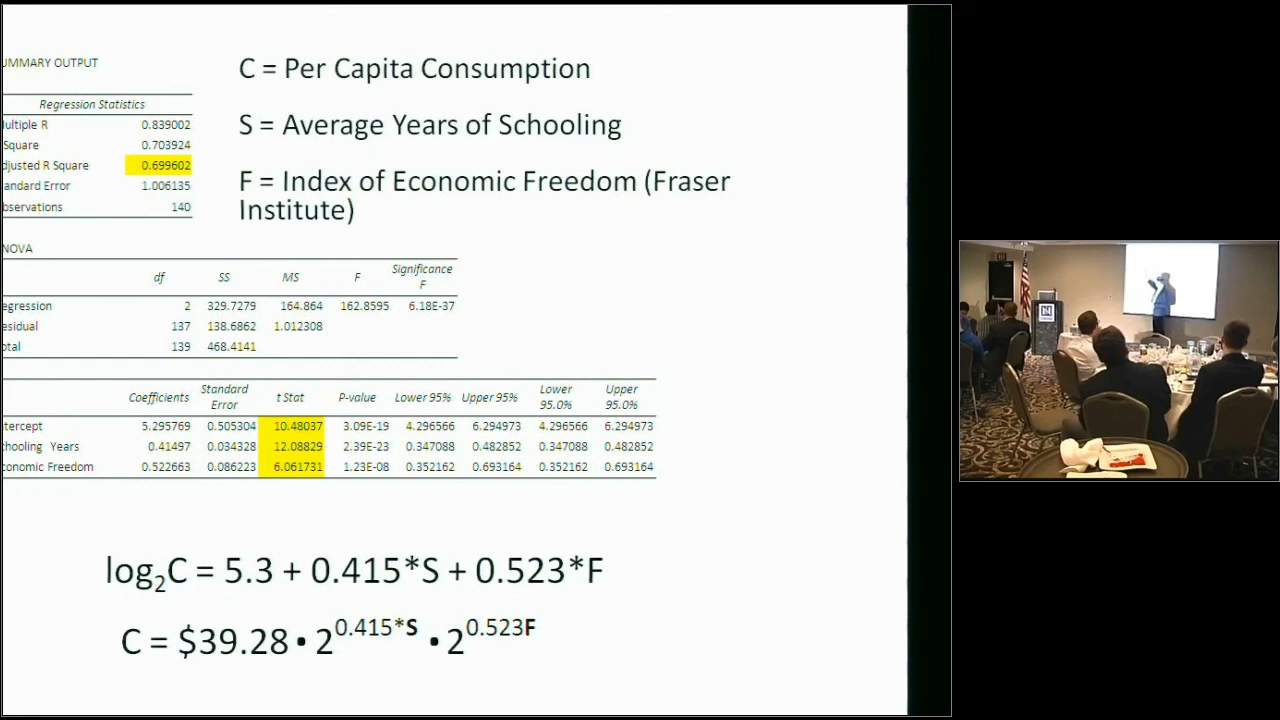 UMMARY OUTPUT
C = Per Capita Consumption
S = Average Years of Schooling
F = Index of Economic Freedom (Fraser
Institute)
Regression Statistics
ultiple R 0.839002
Square 0.703924
djusted R Square 0.699602
andard Error 1.006135
bservations 140
NOVA
df SS MS F Significance F
egression 2 329.7279 164.864 162.8595 6.18E-37
esidual 137 138.6862 1.012308
otal 139 468.4141
Coefficients Standard Error t Stat P-value Lower 95% Upper 95% Lower 95.0% Upper 95.0%
tercept 5.295769 0.505304 10.48037 3.09E-19 4.296566 6.294973 4.296566 6.294973
chooling Years 0.41497 0.034328 12.08829 2.39E-23 0.347088 0.482852 0.347088 0.482852
conomic Freedom 0.522663 0.086223 6.061731 1.23E-08 0.352162 0.693164 0.352162 0.693164
log₂C = 5.3 + 0.415*S + 0.523*F
C = $39.28 • 2^0.415*S • 2^0.523F
N